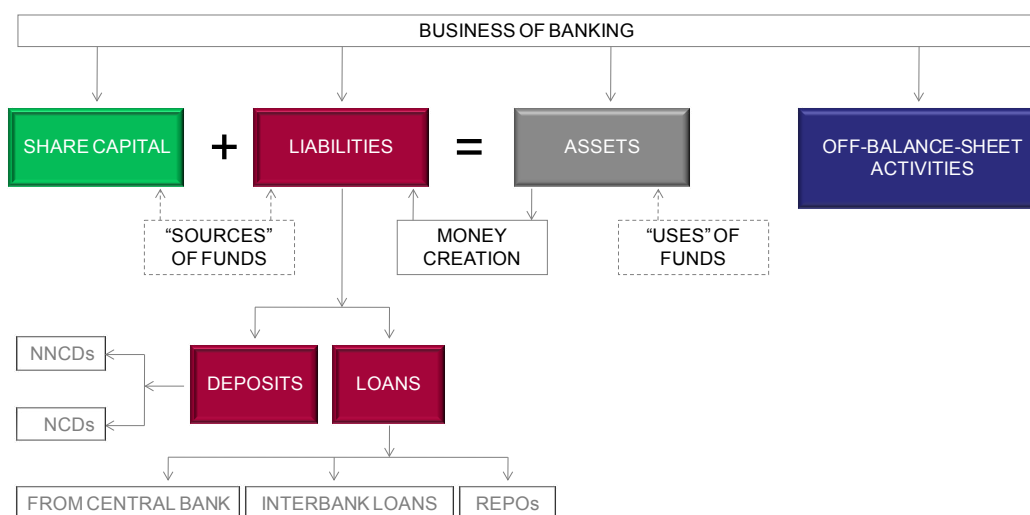 BUSINESS OF BANKING
SHARE CAPITAL
+
LIABILITIES
=
ASSETS
OFF-BALANCE-SHEET
ACTIVITIES
“SOURCES”
OF FUNDS
MONEY
CREATION
“USES” OF
FUNDS
NNCDs
DEPOSITS
LOANS
NCDs
FROM CENTRAL BANK
INTERBANK LOANS
REPOs